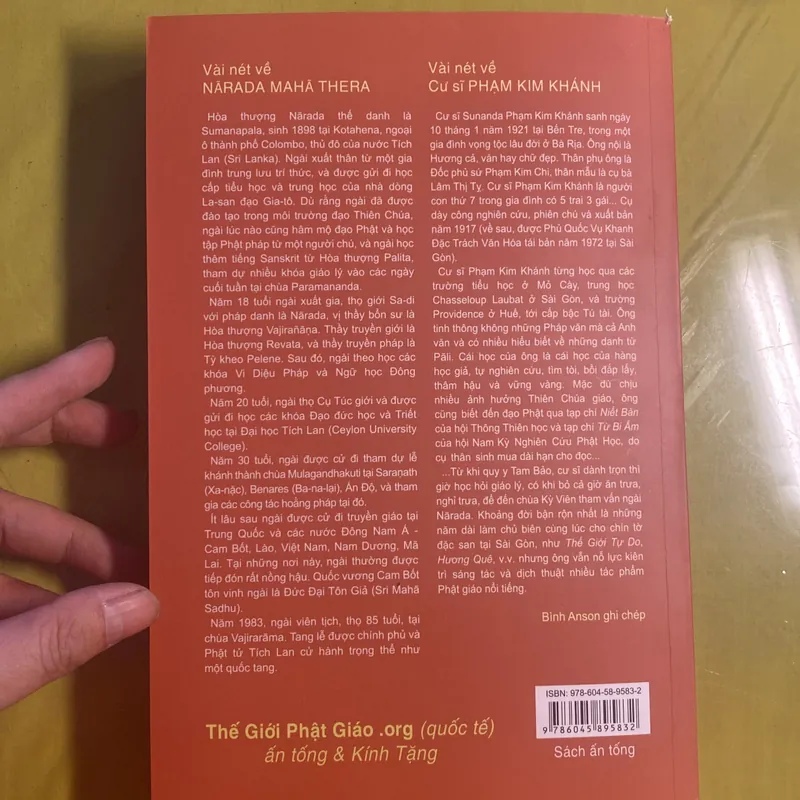 Vài nét về
NĀRADA MAHĀ THERA
Hòa thượng Nārada thế danh là
Sumanapala, sinh 1898 tại Kotahena, ngoại
ô thành phố Colombo, thủ đô của nước Tích
Lan (Sri Lanka). Ngài xuất thân từ một gia
đình trung lưu trí thức, và được gửi đi học
cấp tiểu học và trung học của nhà dòng
La-san đạo Gia-tô. Dù rằng ngài đã được
đào tạo trong môi trường đạo Thiên Chúa,
ngài lúc nào cũng hâm mộ đạo Phật và học
tập Phật pháp từ một người chú, và ngài học
thêm tiếng Sanskrit từ Hòa thượng Palita,
tham dự nhiều khóa giáo lý vào các ngày
cuối tuần tại chùa Paramananda.
Năm 18 tuổi ngài xuất gia, thọ giới Sa-di
với pháp danh là Nārada, vị thầy bổn sư là
Hòa thượng Vajirañāṇa. Thầy truyền giới là
Hòa thượng Revata, và thầy truyền pháp là
Tỳ kheo Pelene. Sau đó, ngài theo học các
khóa Vi Diệu Pháp và Ngữ học Đông
phương.
Năm 20 tuổi, ngài thọ Cụ Túc giới và được
gửi đi học các khóa Đạo đức học và Triết
học tại Đại học Tích Lan (Ceylon University
College).
Năm 30 tuổi, ngài được cử đi tham dự lễ
khánh thành chùa Mulagandhakuti tại Saranath
(Xa-nặc), Benares (Ba-na-lại), Ấn Độ, và tham
gia các công tác hoằng pháp tại đó.
Ít lâu sau ngài được cử đi truyền giáo tại
Trung Quốc và các nước Đông Nam Á -
Cam Bốt, Lào, Việt Nam, Nam Dương, Mã
Lai. Tại những nơi này, ngài thường được
tiếp đón rất nồng hậu. Quốc vương Cam Bốt
tôn vinh ngài là Đức Đại Tôn Giả (Sri Mahā
Sadhu).
Năm 1983, ngài viên tịch, thọ 85 tuổi, tại
chùa Vajirarāma. Tang lễ được chính phủ và
Phật tử Tích Lan cử hành trọng thể như
một quốc tang.
Vài nét về
Cư sĩ PHẠM KIM KHÁNH
Cư sĩ Sunanda Phạm Kim Khánh sanh ngày
10 tháng 1 năm 1921 tại Bến Tre, trong một
gia đình vọng tộc lâu đời ở Bà Rịa. Ông nội là
Hương cả, văn hay chữ đẹp. Thân phụ ông là
Đốc phủ sứ Phạm Kim Chi, thân mẫu là cụ bà
Lâm Thị Tỵ. Cư sĩ Phạm Kim Khánh là người
con thứ 7 trong gia đình có 5 trai 3 gái... Cụ
dày công nghiên cứu, phiên chú và xuất bản
năm 1917 (về sau, được Phủ Quốc Vụ Khanh
Đặc Trách Văn Hóa tái bản năm 1972 tại Sài
Gòn).
Cư sĩ Phạm Kim Khánh từng học qua các
trường tiểu học ở Mỏ Cày, trung học
Chasseloup Laubat ở Sài Gòn, và trường
Providence ở Huế, tới cấp bậc Tú tài. Ông
tinh thông không những Pháp văn mà cả Anh
văn và có nhiều hiểu biết về những danh từ
Pāli. Cái học của ông là cái học của hàng
học giả, tự nghiên cứu, tìm tòi, bồi đắp lấy,
thâm hậu và vững vàng. Mặc dù chịu
nhiều ảnh hưởng Thiên Chúa giáo, ông
cũng biết đến đạo Phật qua tạp chí Niết Bàn
của hội Thông Thiên học và tạp chí Từ Bi Âm
của hội Nam Kỳ Nghiên Cứu Phật Học, do
cụ thân sinh mua dài hạn cho đọc...
...Từ khi quy y Tam Bảo, cư sĩ dành trọn thì
giờ học hỏi giáo lý, có khi bỏ cả giờ ăn trưa,
nghỉ trưa, để đến chùa Kỳ Viên tham vấn ngài
Nārada. Khoảng đời bận rộn nhất là những
năm dài làm chủ biên cùng lúc cho chín tờ
đặc san tại Sài Gòn, như Thế Giới Tự Do,
Hương Quê, v.v. nhưng ông vẫn nỗ lực kiên
trì sáng tác và dịch thuật nhiều tác phẩm
Phật giáo nổi tiếng.
Bình Anson ghi chép
Thế Giới Phật Giáo .org (quốc tế)
ấn tống & Kính Tặng
ISBN: 978-604-58-9583-2
9 786045 895832
Sách ấn tống